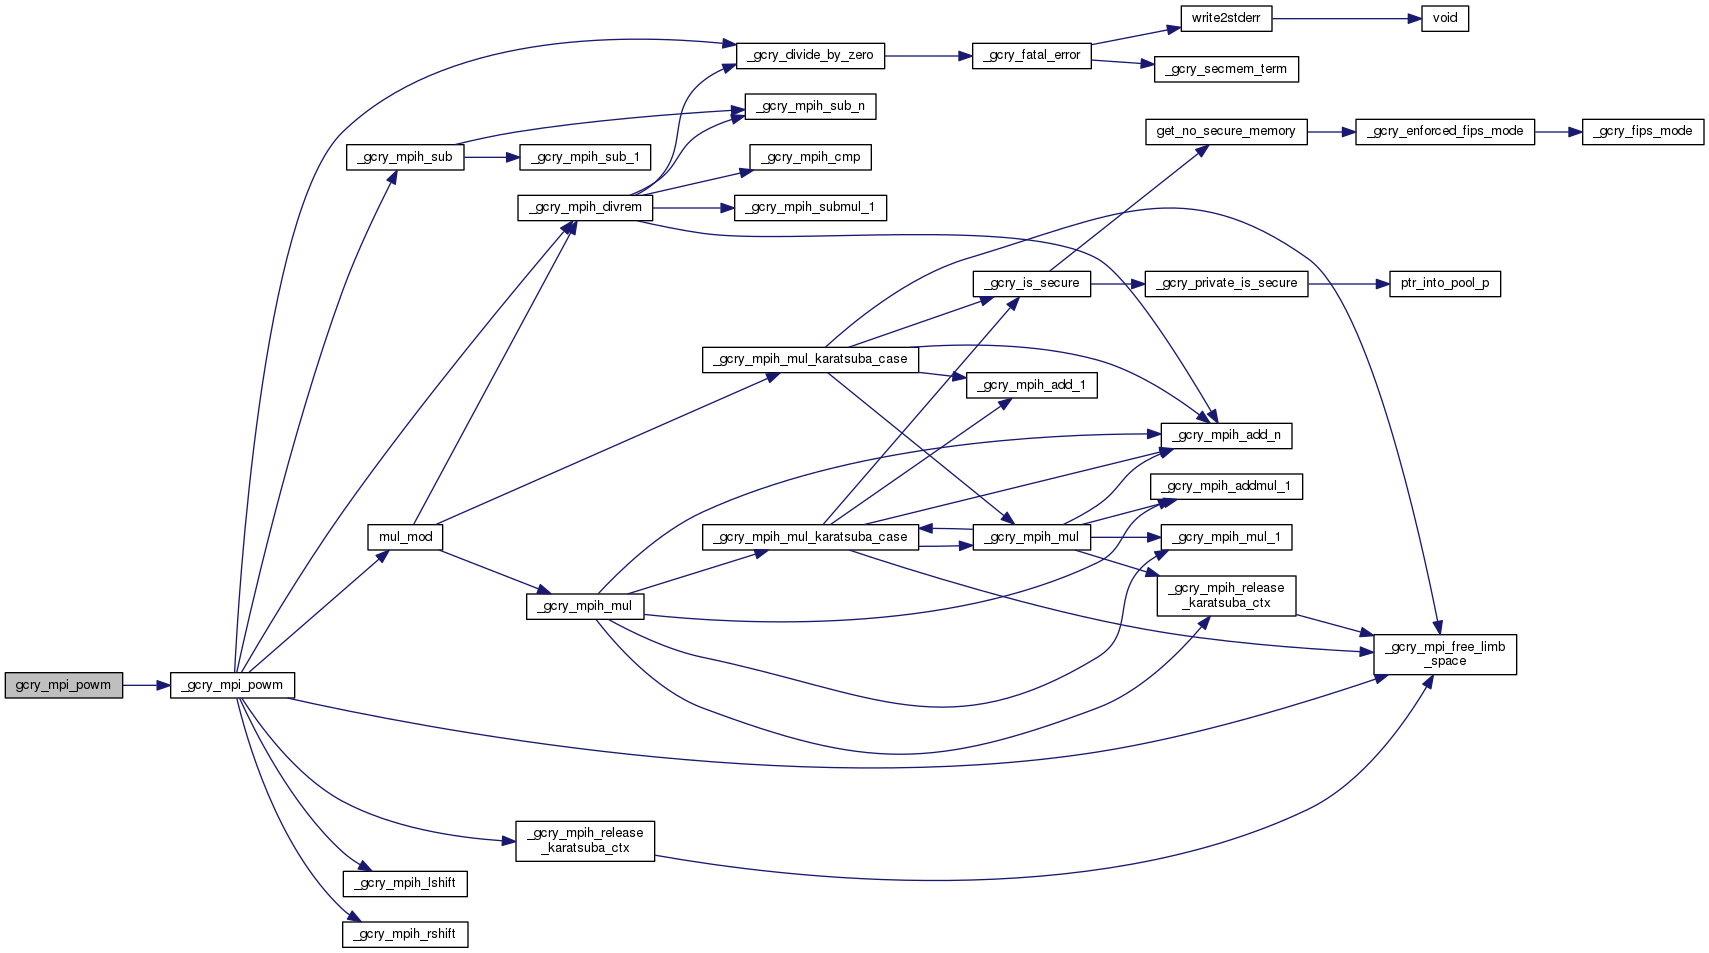 write2stderr
void
_gcry_divide_by_zero
_gcry_fatal_error
_gcry_secmem_term
_gcry_mpih_sub_n
get_no_secure_memory
_gcry_enforced_fips_mode
_gcry_fips_mode
_gcry_mpih_sub
_gcry_mpih_sub_1
_gcry_mpih_cmp
_gcry_mpih_divrem
_gcry_mpih_submul_1
_gcry_is_secure
_gcry_private_is_secure
ptr_into_pool_p
_gcry_mpih_mul_karatsuba_case
_gcry_mpih_add_1
_gcry_mpih_add_n
_gcry_mpih_addmul_1
mul_mod
_gcry_mpih_mul_karatsuba_case
_gcry_mpih_mul
_gcry_mpih_mul_1
_gcry_mpih_release
_karatsuba_ctx
_gcry_mpih_mul
_gcry_mpi_free_limb
_space
gcry_mpi_powm
_gcry_mpi_powm
_gcry_mpih_release
_karatsuba_ctx
_gcry_mpih_lshift
_gcry_mpih_rshift